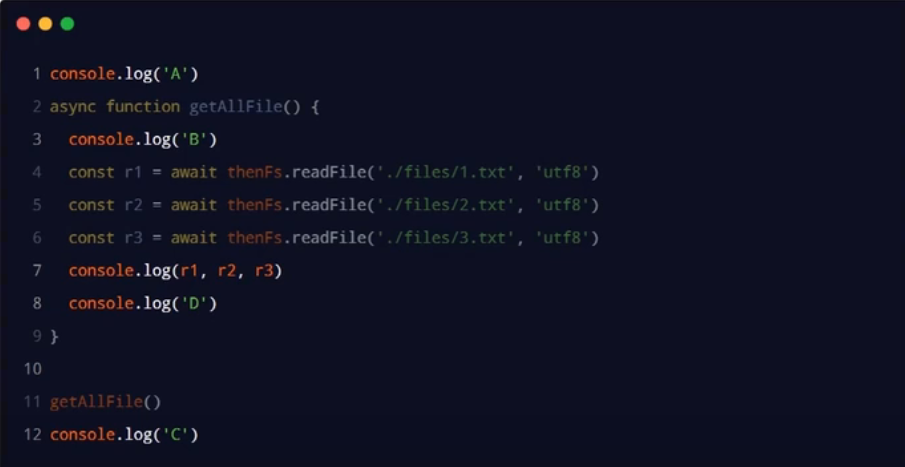 1 console.log('A')
2 async function getAllFile() {
3   console.log('B')
4   const r1 = await thenFs.readFile('./files/1.txt', 'utf8')
5   const r2 = await thenFs.readFile('./files/2.txt', 'utf8')
6   const r3 = await thenFs.readFile('./files/3.txt', 'utf8')
7   console.log(r1, r2, r3)
8   console.log('D')
9 }
10
11 getAllFile()
12 console.log('C')